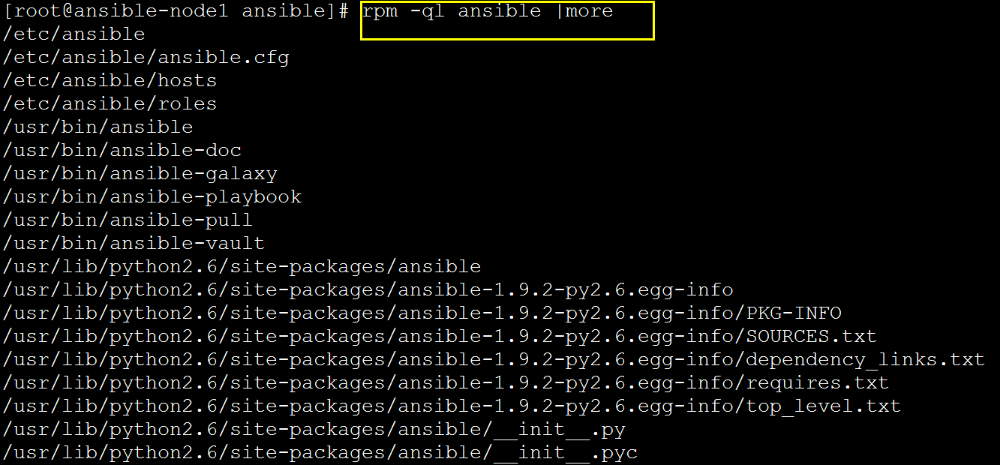 [root@ansible-node1 ansible]# rpm -ql ansible |more
/etc/ansible
/etc/ansible/ansible.cfg
/etc/ansible/hosts
/etc/ansible/roles
/usr/bin/ansible
/usr/bin/ansible-doc
/usr/bin/ansible-galaxy
/usr/bin/ansible-playbook
/usr/bin/ansible-pull
/usr/bin/ansible-vault
/usr/lib/python2.6/site-packages/ansible
/usr/lib/python2.6/site-packages/ansible-1.9.2-py2.6.egg-info
/usr/lib/python2.6/site-packages/ansible-1.9.2-py2.6.egg-info/PKG-INFO
/usr/lib/python2.6/site-packages/ansible-1.9.2-py2.6.egg-info/SOURCES.txt
/usr/lib/python2.6/site-packages/ansible-1.9.2-py2.6.egg-info/dependency_links.txt
/usr/lib/python2.6/site-packages/ansible-1.9.2-py2.6.egg-info/requires.txt
/usr/lib/python2.6/site-packages/ansible-1.9.2-py2.6.egg-info/top_level.txt
/usr/lib/python2.6/site-packages/ansible/__init__.py
/usr/lib/python2.6/site-packages/ansible/__init__.pyc